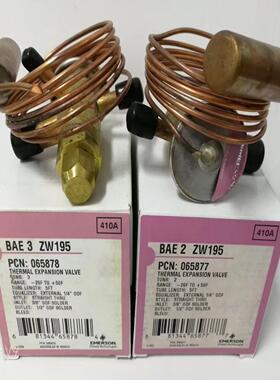 410A
BAE 3 ZW195
PCN: 065878
THERMAL EXPANSION VALVE
TONS: 3
RANGE: -20F TO +50F
TUBE LENGTH: 5FT
EQUALIZER: EXTERNAL 1/4" ODF
STYLE: STRAIGHT THRU
INLET: 3/8" ODF SOLDER
OUTLET: 1/2" ODF SOLDER
BLEED:
EMERSON
410A
BAE 2 ZW195
PCN: 065877
THERMAL EXPANSION VALVE
TONS: 2
RANGE: -20F TO +50F
TUBE LENGTH: 5FT
EQUALIZER: EXTERNAL 1/4" ODF
STYLE: STRAIGHT THRU
INLET: 3/8" ODF SOLDER
OUTLET: 1/2" ODF SOLDER
BLEED:
EMERSON